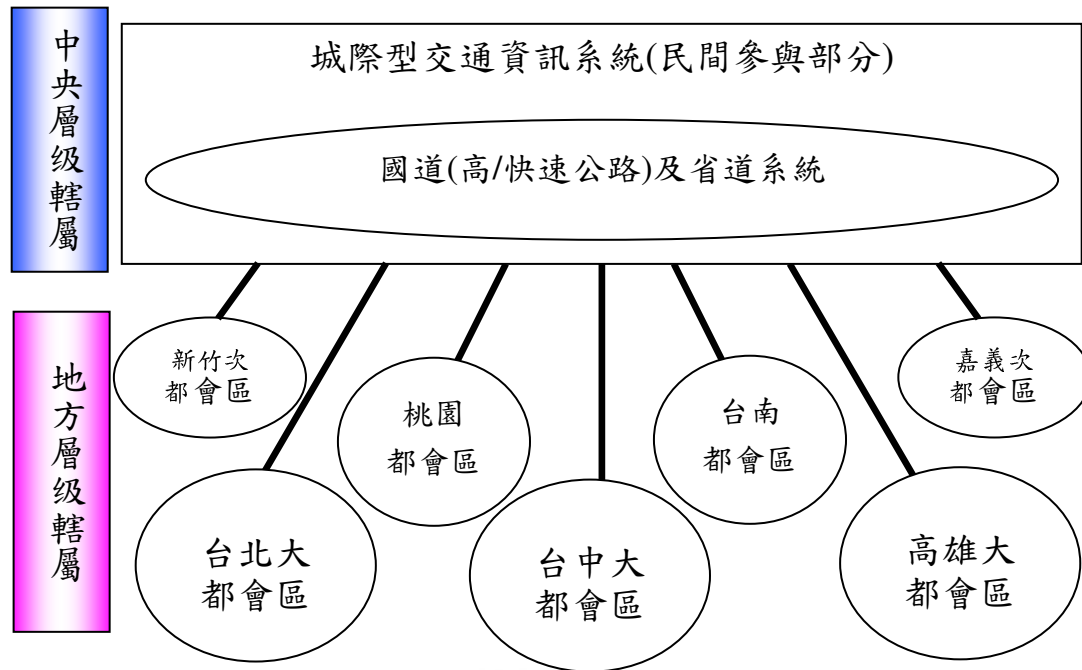 中央層级轄屬
城際型交通資訊系統(民間參與部分)
國道(高/快速公路)及省道系統
地方層级轄屬
新竹次
都會區
桃園
都會區
台南
都會區
嘉義次
都會區
台北大
都會區
台中大
都會區
高雄大
都會區